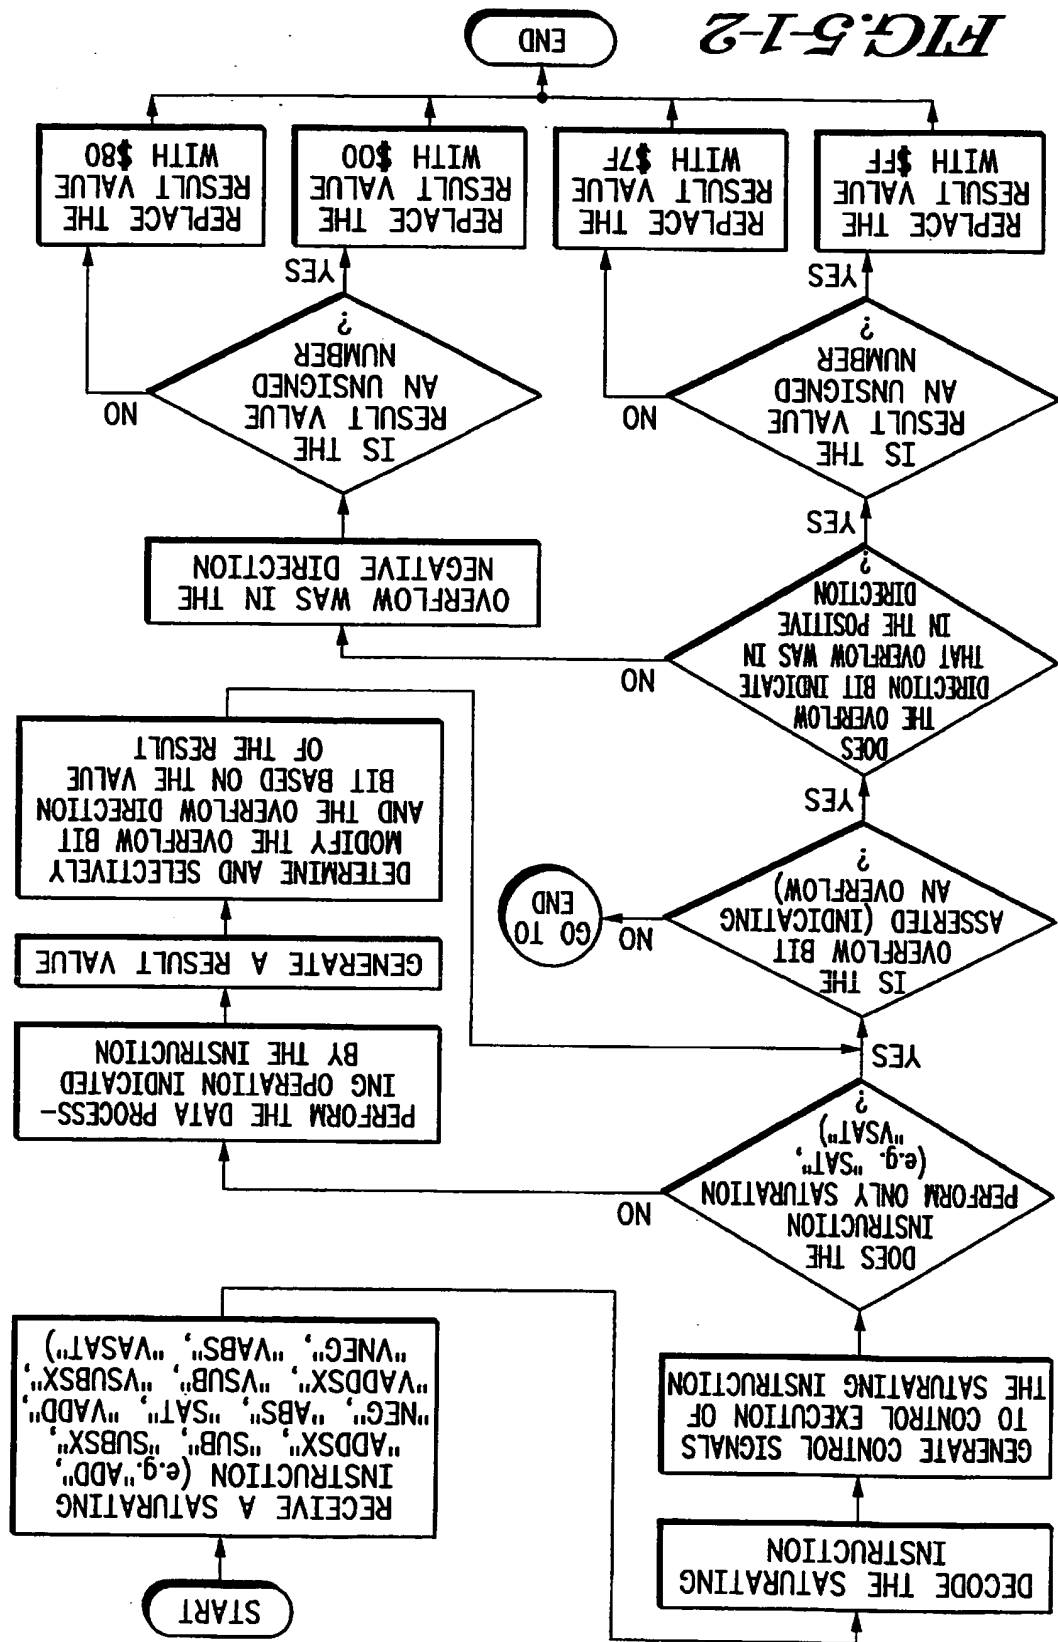 START
RECEIVE A SATURATING
INSTRUCTION (e.g."ADD",
"ADDSX", "SUB", "SUBSX",
"NEG", "ABS", "SAT", "VADD",
"VADDSX", "VSUB", "VSUBSX",
"VNEG", "VABS", "VASAT")
DECODE THE SATURATING
INSTRUCTION
GENERATE CONTROL SIGNALS
TO CONTROL EXECUTION OF
THE SATURATING INSTRUCTION
DOES THE
INSTRUCTION
PERFORM ONLY SATURATION
(e.g. "SAT",
"VSAT")
?
NO
YES
PERFORM THE DATA PROCESS-
ING OPERATION INDICATED
BY THE INSTRUCTION
GENERATE A RESULT VALUE
DETERMINE AND SELECTIVELY
MODIFY THE OVERFLOW BIT
AND THE OVERFLOW DIRECTION
BIT BASED ON THE VALUE
OF THE RESULT
IS THE
OVERFLOW BIT
ASSERTED (INDICATING
AN OVERFLOW)
?
NO
GO TO
END
YES
DOES
THE OVERFLOW
DIRECTION BIT INDICATE
THAT OVERFLOW WAS IN
IN THE POSITIVE
DIRECTION
?
NO
YES
OVERFLOW WAS IN THE
NEGATIVE DIRECTION
IS THE
RESULT VALUE
AN UNSIGNED
NUMBER
?
NO
YES
IS THE
RESULT VALUE
AN UNSIGNED
NUMBER
?
NO
YES
REPLACE THE
RESULT VALUE
WITH $FF
REPLACE THE
RESULT VALUE
WITH $7F
REPLACE THE
RESULT VALUE
WITH $00
REPLACE THE
RESULT VALUE
WITH $80
END
FIG.5-1-2